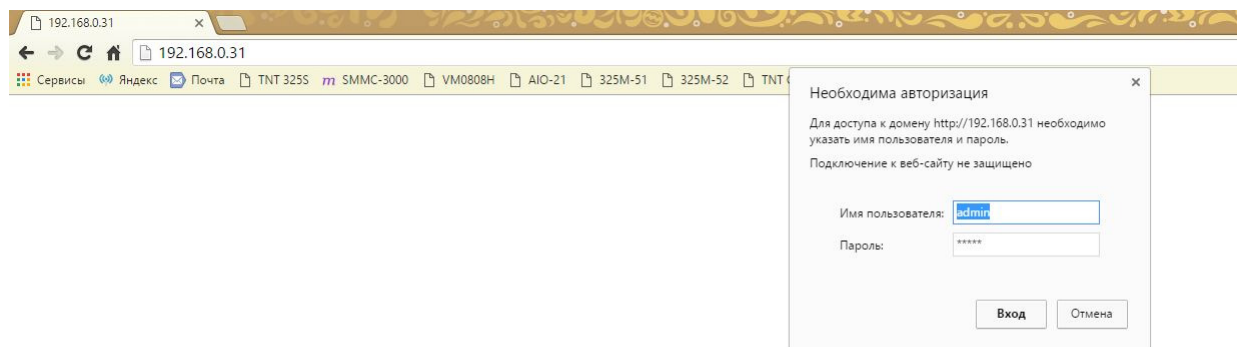 192.168.0.31
192.168.0.31
Сервисы Яндекс Почта TNT 325S m SMMC-3000 VM0808H AIO-21 325M-51 325M-52 TNT
Необходима авторизация
Для доступа к домену http://192.168.0.31 необходимо
указать имя пользователя и пароль.
Подключение к веб-сайту не защищено
Имя пользователя: admin
Пароль: *****
Вход Отмена